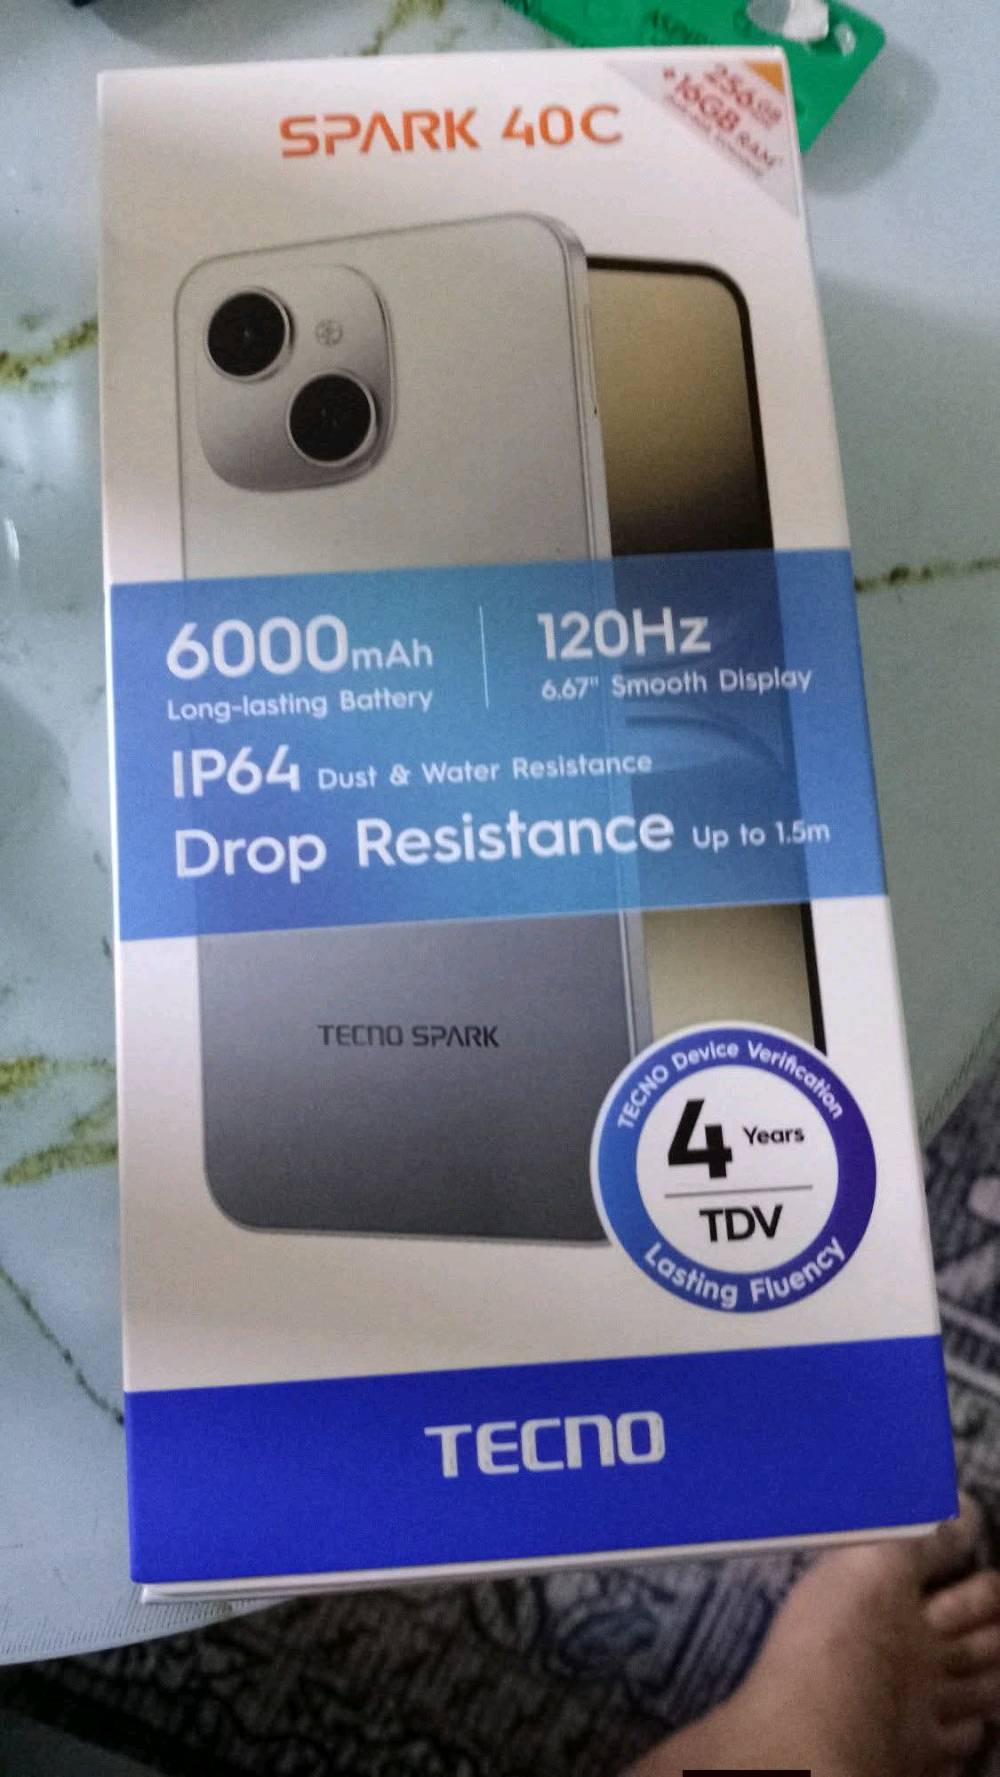 SPARK 40C
256GB
+16GB RAM*
6000mAh
Long-lasting Battery
120Hz
6.67" Smooth Display
IP64 Dust & Water Resistance
Drop Resistance Up to 1.5m
TECNO SPARK
TECNO Device Verification
4 Years
TDV
Lasting Fluency
TECNO